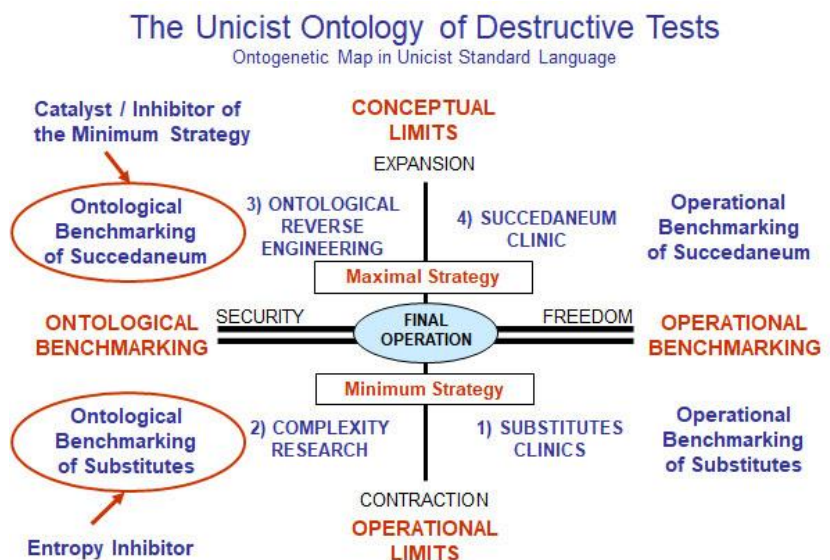 The Unicist Ontology of Destructive Tests
Ontogenetic Map in Unicist Standard Language
Catalyst / Inhibitor of
the Minimum Strategy
CONCEPTUAL
LIMITS
EXPANSION
Ontological
Benchmarking
of Succedaneum
3) ONTOLOGICAL
REVERSE
ENGINEERING
4) SUCCEDANEUM
CLINIC
Operational
Benchmarking
of Succedaneum
Maximal Strategy
ONTOLOGICAL
BENCHMARKING
SECURITY
FINAL
OPERATION
FREEDOM
OPERATIONAL
BENCHMARKING
Minimum Strategy
Ontological
Benchmarking
of Substitutes
2) COMPLEXITY
RESEARCH
1) SUBSTITUTES
CLINICS
Operational
Benchmarking
of Substitutes
CONTRACTION
OPERATIONAL
LIMITS
Entropy Inhibitor